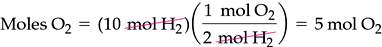 Moles O₂ = (10 mol H₂)(1 mol O₂ / 2 mol H₂) = 5 mol O₂